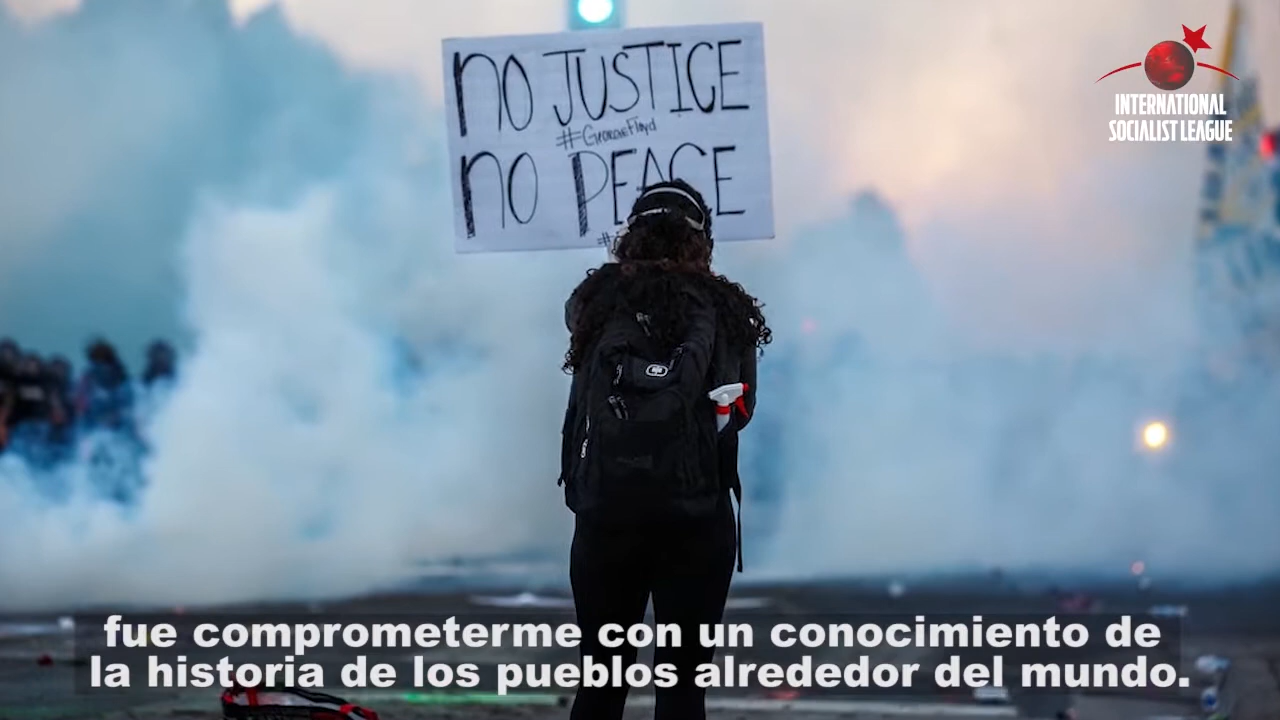 NO JUSTICE
#GeorgeFloyd
NO PEACE
INTERNATIONAL
SOCIALIST LEAGUE
fue comprometerme con un conocimiento de
la historia de los pueblos alrededor del mundo.